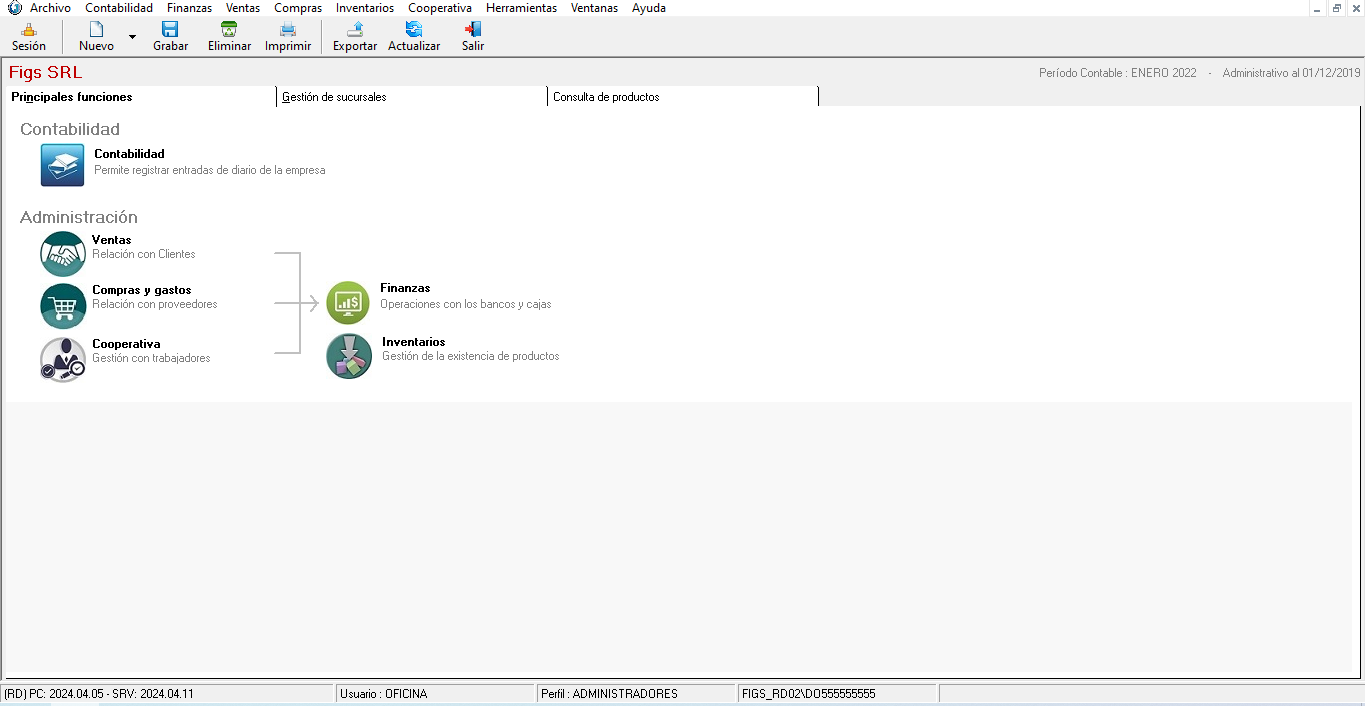 Archivo Contabilidad Finanzas Ventas Compras Inventarios Cooperativa Herramientas Ventanas Ayuda
Sesión Nuevo Grabar Eliminar Imprimir Exportar Actualizar Salir
Figs SRL
Período Contable : ENERO 2022 - Administrativo al 01/12/2019
Principales funciones Gestión de sucursales Consulta de productos
Contabilidad
Contabilidad
Permite registrar entradas de diario de la empresa
Administración
Ventas
Relación con Clientes
Compras y gastos
Relación con proveedores
Cooperativa
Gestión con trabajadores
Finanzas
Operaciones con los bancos y cajas
Inventarios
Gestión de la existencia de productos
(RD) PC: 2024.04.05 - SRV: 2024.04.11 Usuario : OFICINA Perfil : ADMINISTRADORES FIGS_RD02\DO555555555